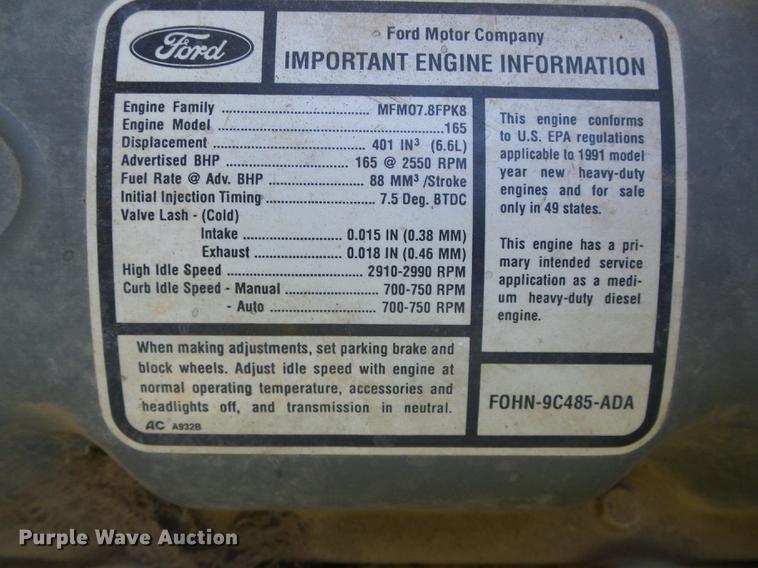 Ford
Ford Motor Company
IMPORTANT ENGINE INFORMATION
Engine Family .................... MFM07.8FPK8
Engine Model .................... 165
Displacement .................... 401 IN³ (6.6L)
Advertised BHP .................... 165 @ 2550 RPM
Fuel Rate @ Adv. BHP .................... 88 MM³ /Stroke
Initial Injection Timing .................... 7.5 Deg. BTDC
Valve Lash - (Cold)
Intake .................... 0.015 IN (0.38 MM)
Exhaust .................... 0.018 IN (0.46 MM)
High Idle Speed .................... 2910-2990 RPM
Curb Idle Speed - Manual .................... 700-750 RPM
- Auto .................... 700-750 RPM
This engine conforms
to U.S. EPA regulations
applicable to 1991 model
year new heavy-duty
engines and for sale
only in 49 states.
This engine has a pri-
mary intended service
application as a medi-
um heavy-duty diesel
engine.
When making adjustments, set parking brake and
block wheels. Adjust idle speed with engine at
normal operating temperature, accessories and
headlights off, and transmission in neutral.
AC A932B
FOHN-9C485-ADA
Purple Wave Auction